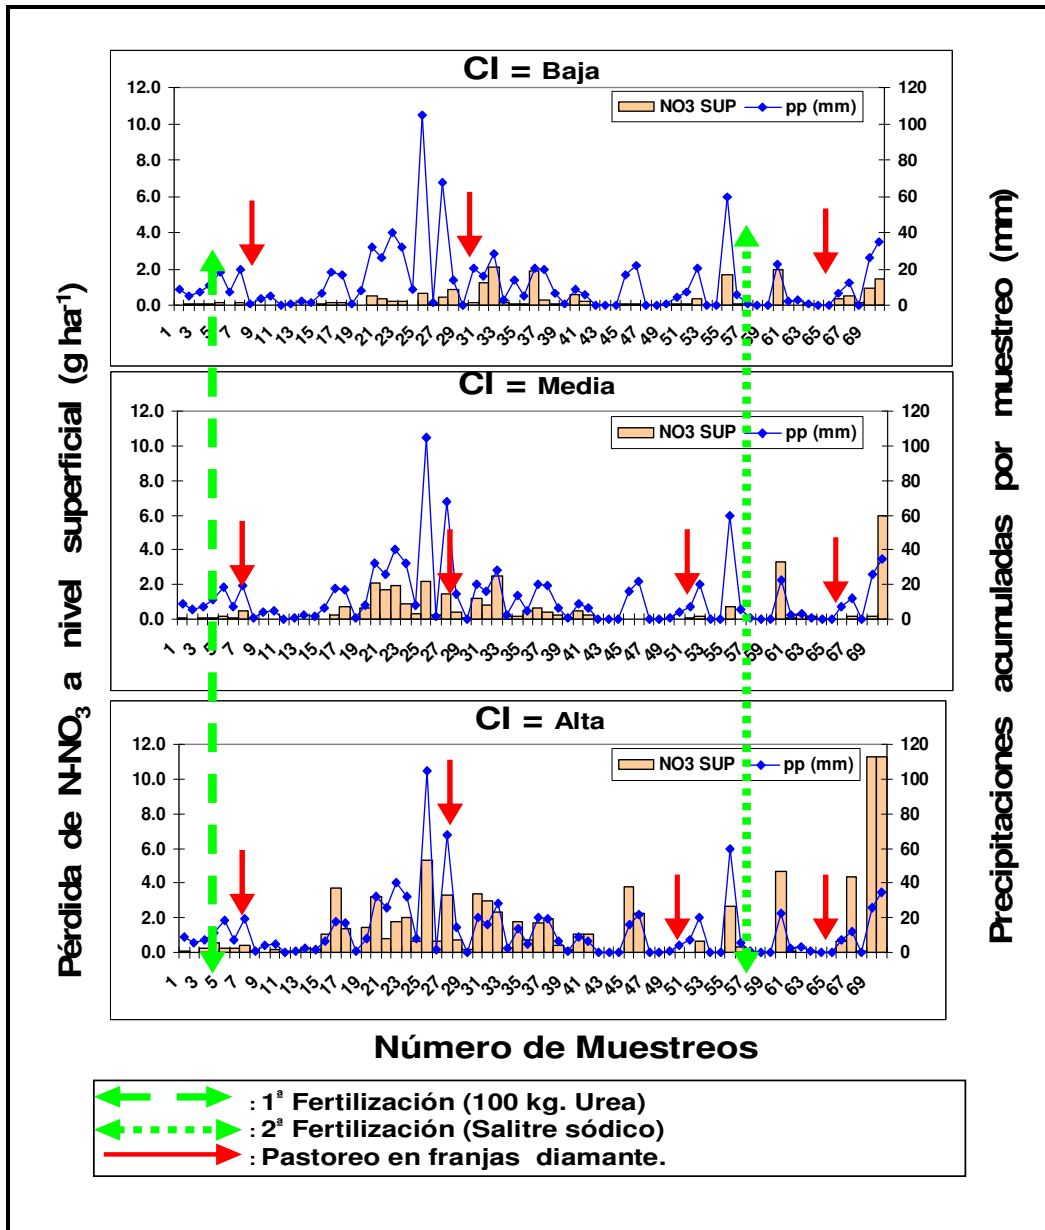 Pérdida de N-NO3 a nivel superficial (g ha-1)
Precipitaciones acumuladas por muestreo (mm)
CI = Baja
NO3 SUP pp (mm)
12.0 10.0 8.0 6.0 4.0 2.0 0.0
120 100 80 60 40 20 0
1 3 5 7 9 11 13 15 17 19 21 23 25 27 29 31 33 35 37 39 41 43 45 47 49 51 53 55 57 59 61 63 65 67 69
CI = Media
NO3 SUP pp (mm)
12.0 10.0 8.0 6.0 4.0 2.0 0.0
120 100 80 60 40 20 0
1 3 5 7 9 11 13 15 17 19 21 23 25 27 29 31 33 35 37 39 41 43 45 47 49 51 53 55 57 59 61 63 65 67 69
CI = Alta
NO3 SUP pp (mm)
12.0 10.0 8.0 6.0 4.0 2.0 0.0
120 100 80 60 40 20 0
1 3 5 7 9 11 13 15 17 19 21 23 25 27 29 31 33 35 37 39 41 43 45 47 49 51 53 55 57 59 61 63 65 67 69
Número de Muestreos
: 1ª Fertilización (100 kg. Urea)
: 2ª Fertilización (Salitre sódico)
: Pastoreo en franjas diamante.